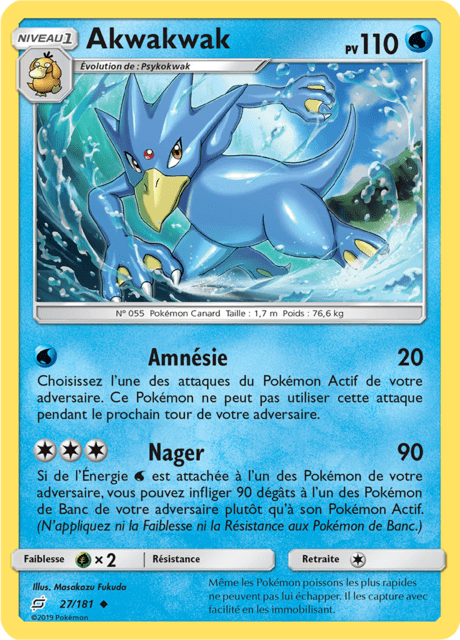 NIVEAU 1
Akwakwak
PV 110
Évolution de : Psykokwak
N° 055 Pokémon Canard Taille : 1,7 m Poids : 76,6 kg
Amnésie 20
Choisissez l'une des attaques du Pokémon Actif de votre
adversaire. Ce Pokémon ne peut pas utiliser cette attaque
pendant le prochain tour de votre adversaire.
Nager 90
Si de l'Énergie est attachée à l'un des Pokémon de votre
adversaire, vous pouvez infliger 90 dégâts à l'un des Pokémon
de Banc de votre adversaire plutôt qu'à son Pokémon Actif.
(N'appliquez ni la Faiblesse ni la Résistance aux Pokémon de Banc.)
Faiblesse × 2 Résistance Retraite
Illus. Masakazu Fukuda
27/181
©2019 Pokémon
Même les Pokémon poissons les plus rapides
ne peuvent pas lui échapper. Il les capture avec
facilité en les immobilisant.